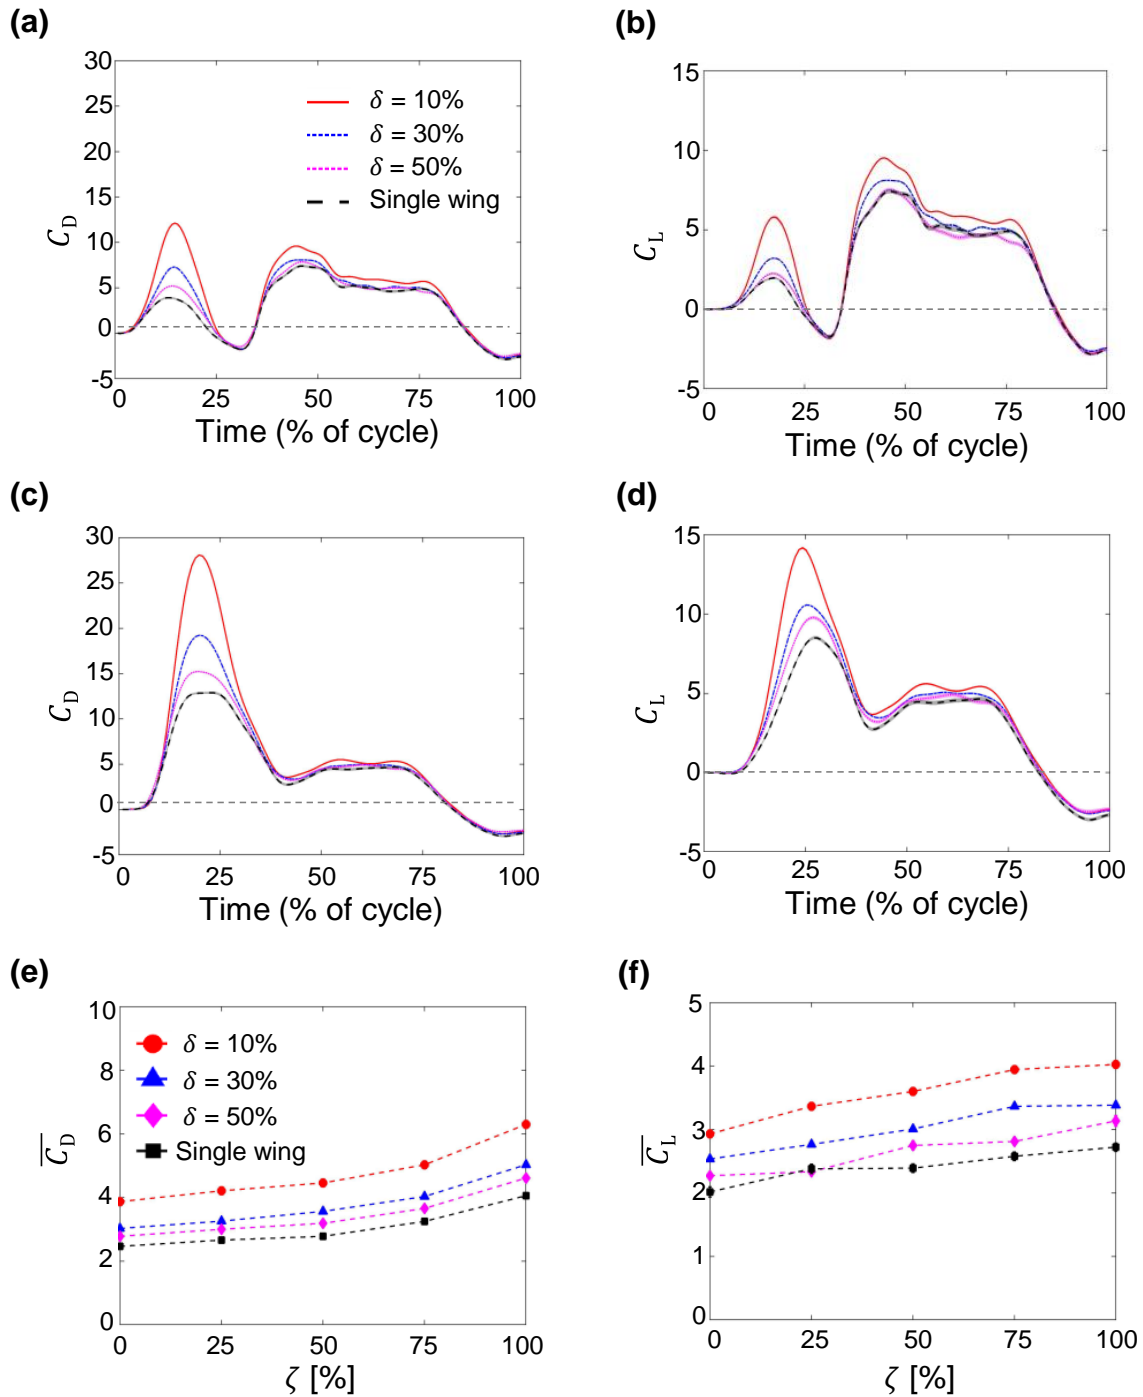 (a)
30
25
20
15
10
5
0
-5
C_D
δ = 10%
δ = 30%
δ = 50%
Single wing
0 25 50 75 100
Time (% of cycle)
(b)
15
10
5
0
-5
C_L
0 25 50 75 100
Time (% of cycle)
(c)
30
25
20
15
10
5
0
-5
C_D
0 25 50 75 100
Time (% of cycle)
(d)
15
10
5
0
-5
C_L
0 25 50 75 100
Time (% of cycle)
(e)
10
8
6
4
2
0
C̅_D
δ = 10%
δ = 30%
δ = 50%
Single wing
0 25 50 75 100
ζ [%]
(f)
5
4
3
2
1
0
C̅_L
0 25 50 75 100
ζ [%]